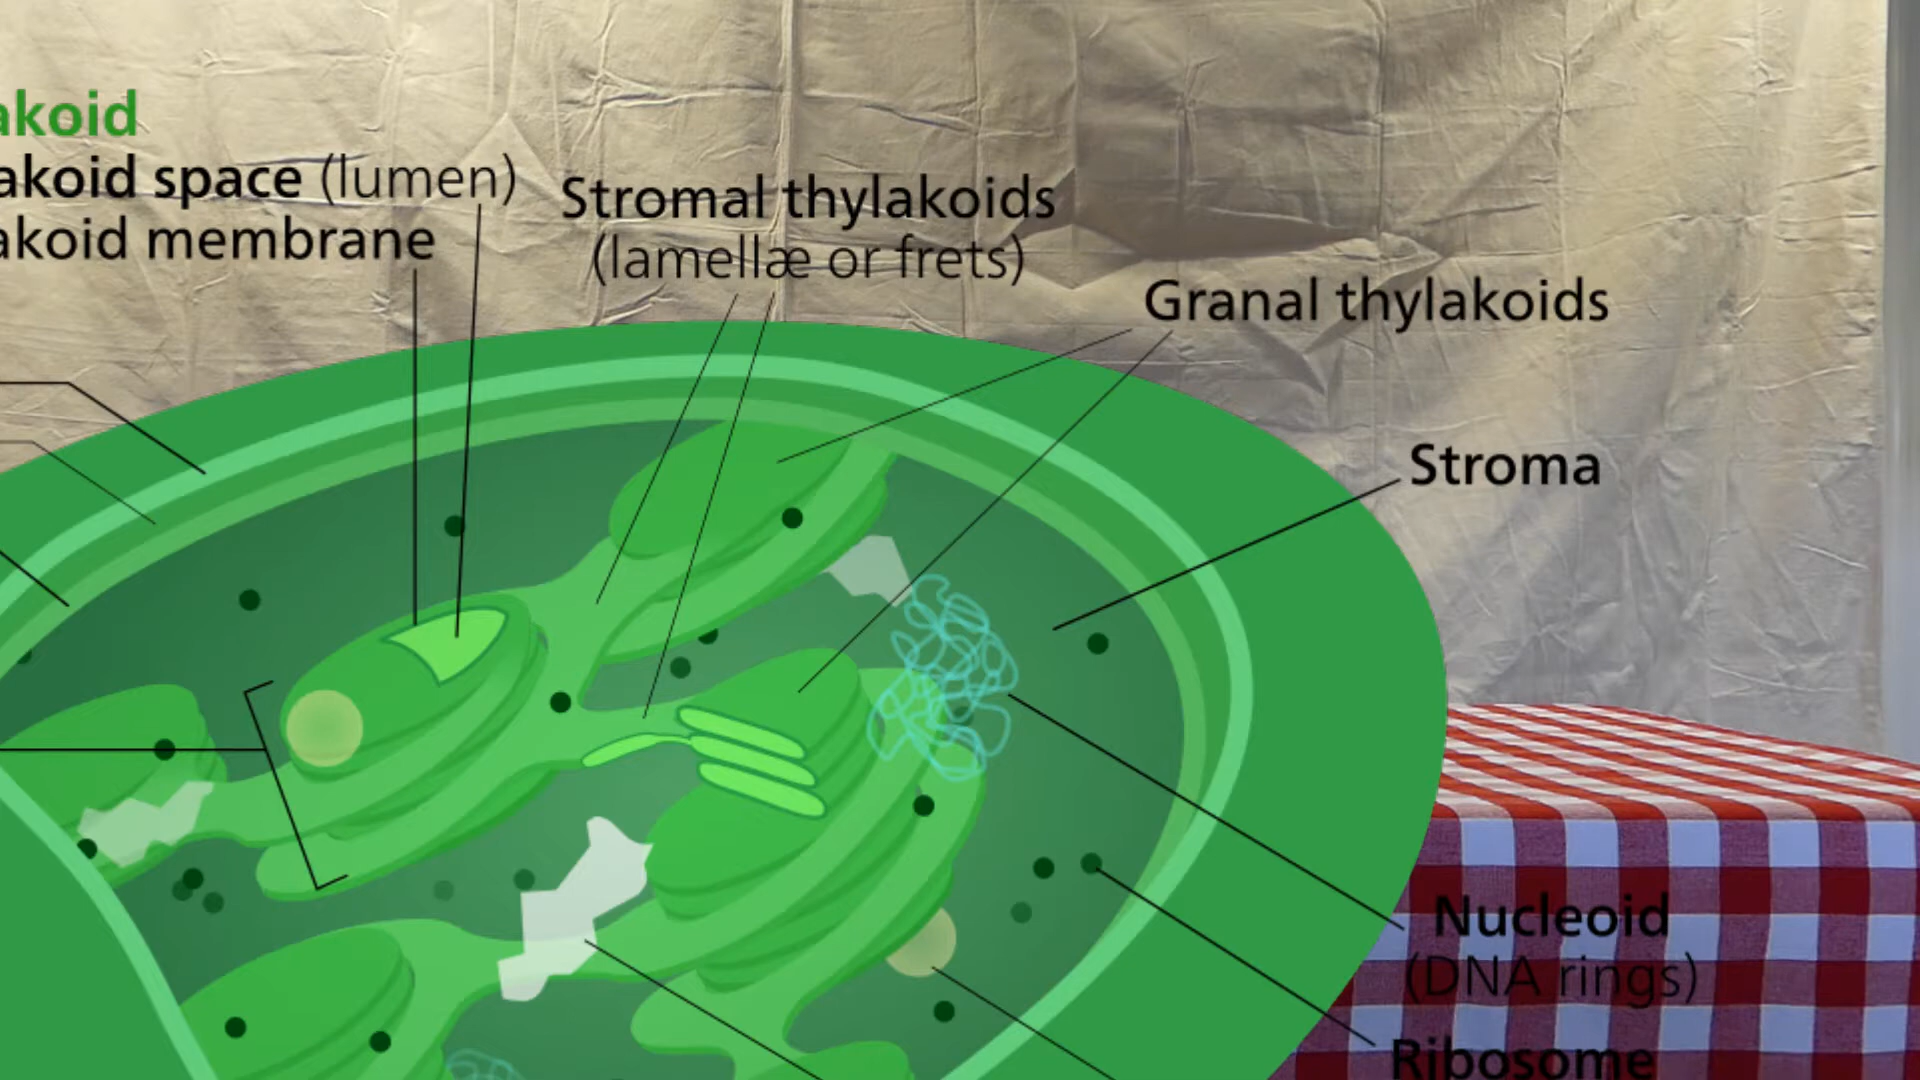 akoid
akoid space (lumen)
akoid membrane
Stromal thylakoids
(lamellæ or frets)
Granal thylakoids
Stroma
Nucleoid
(DNA rings)
Ribosome